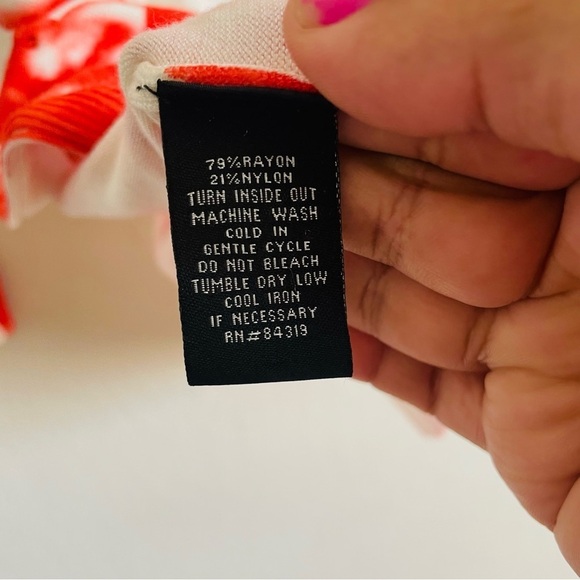 79%RAYON
21%NYLON
TURN INSIDE OUT
MACHINE WASH
COLD IN
GENTLE CYCLE
DO NOT BLEACH
TUMBLE DRY LOW
COOL IRON
IF NECESSARY
RN#84319